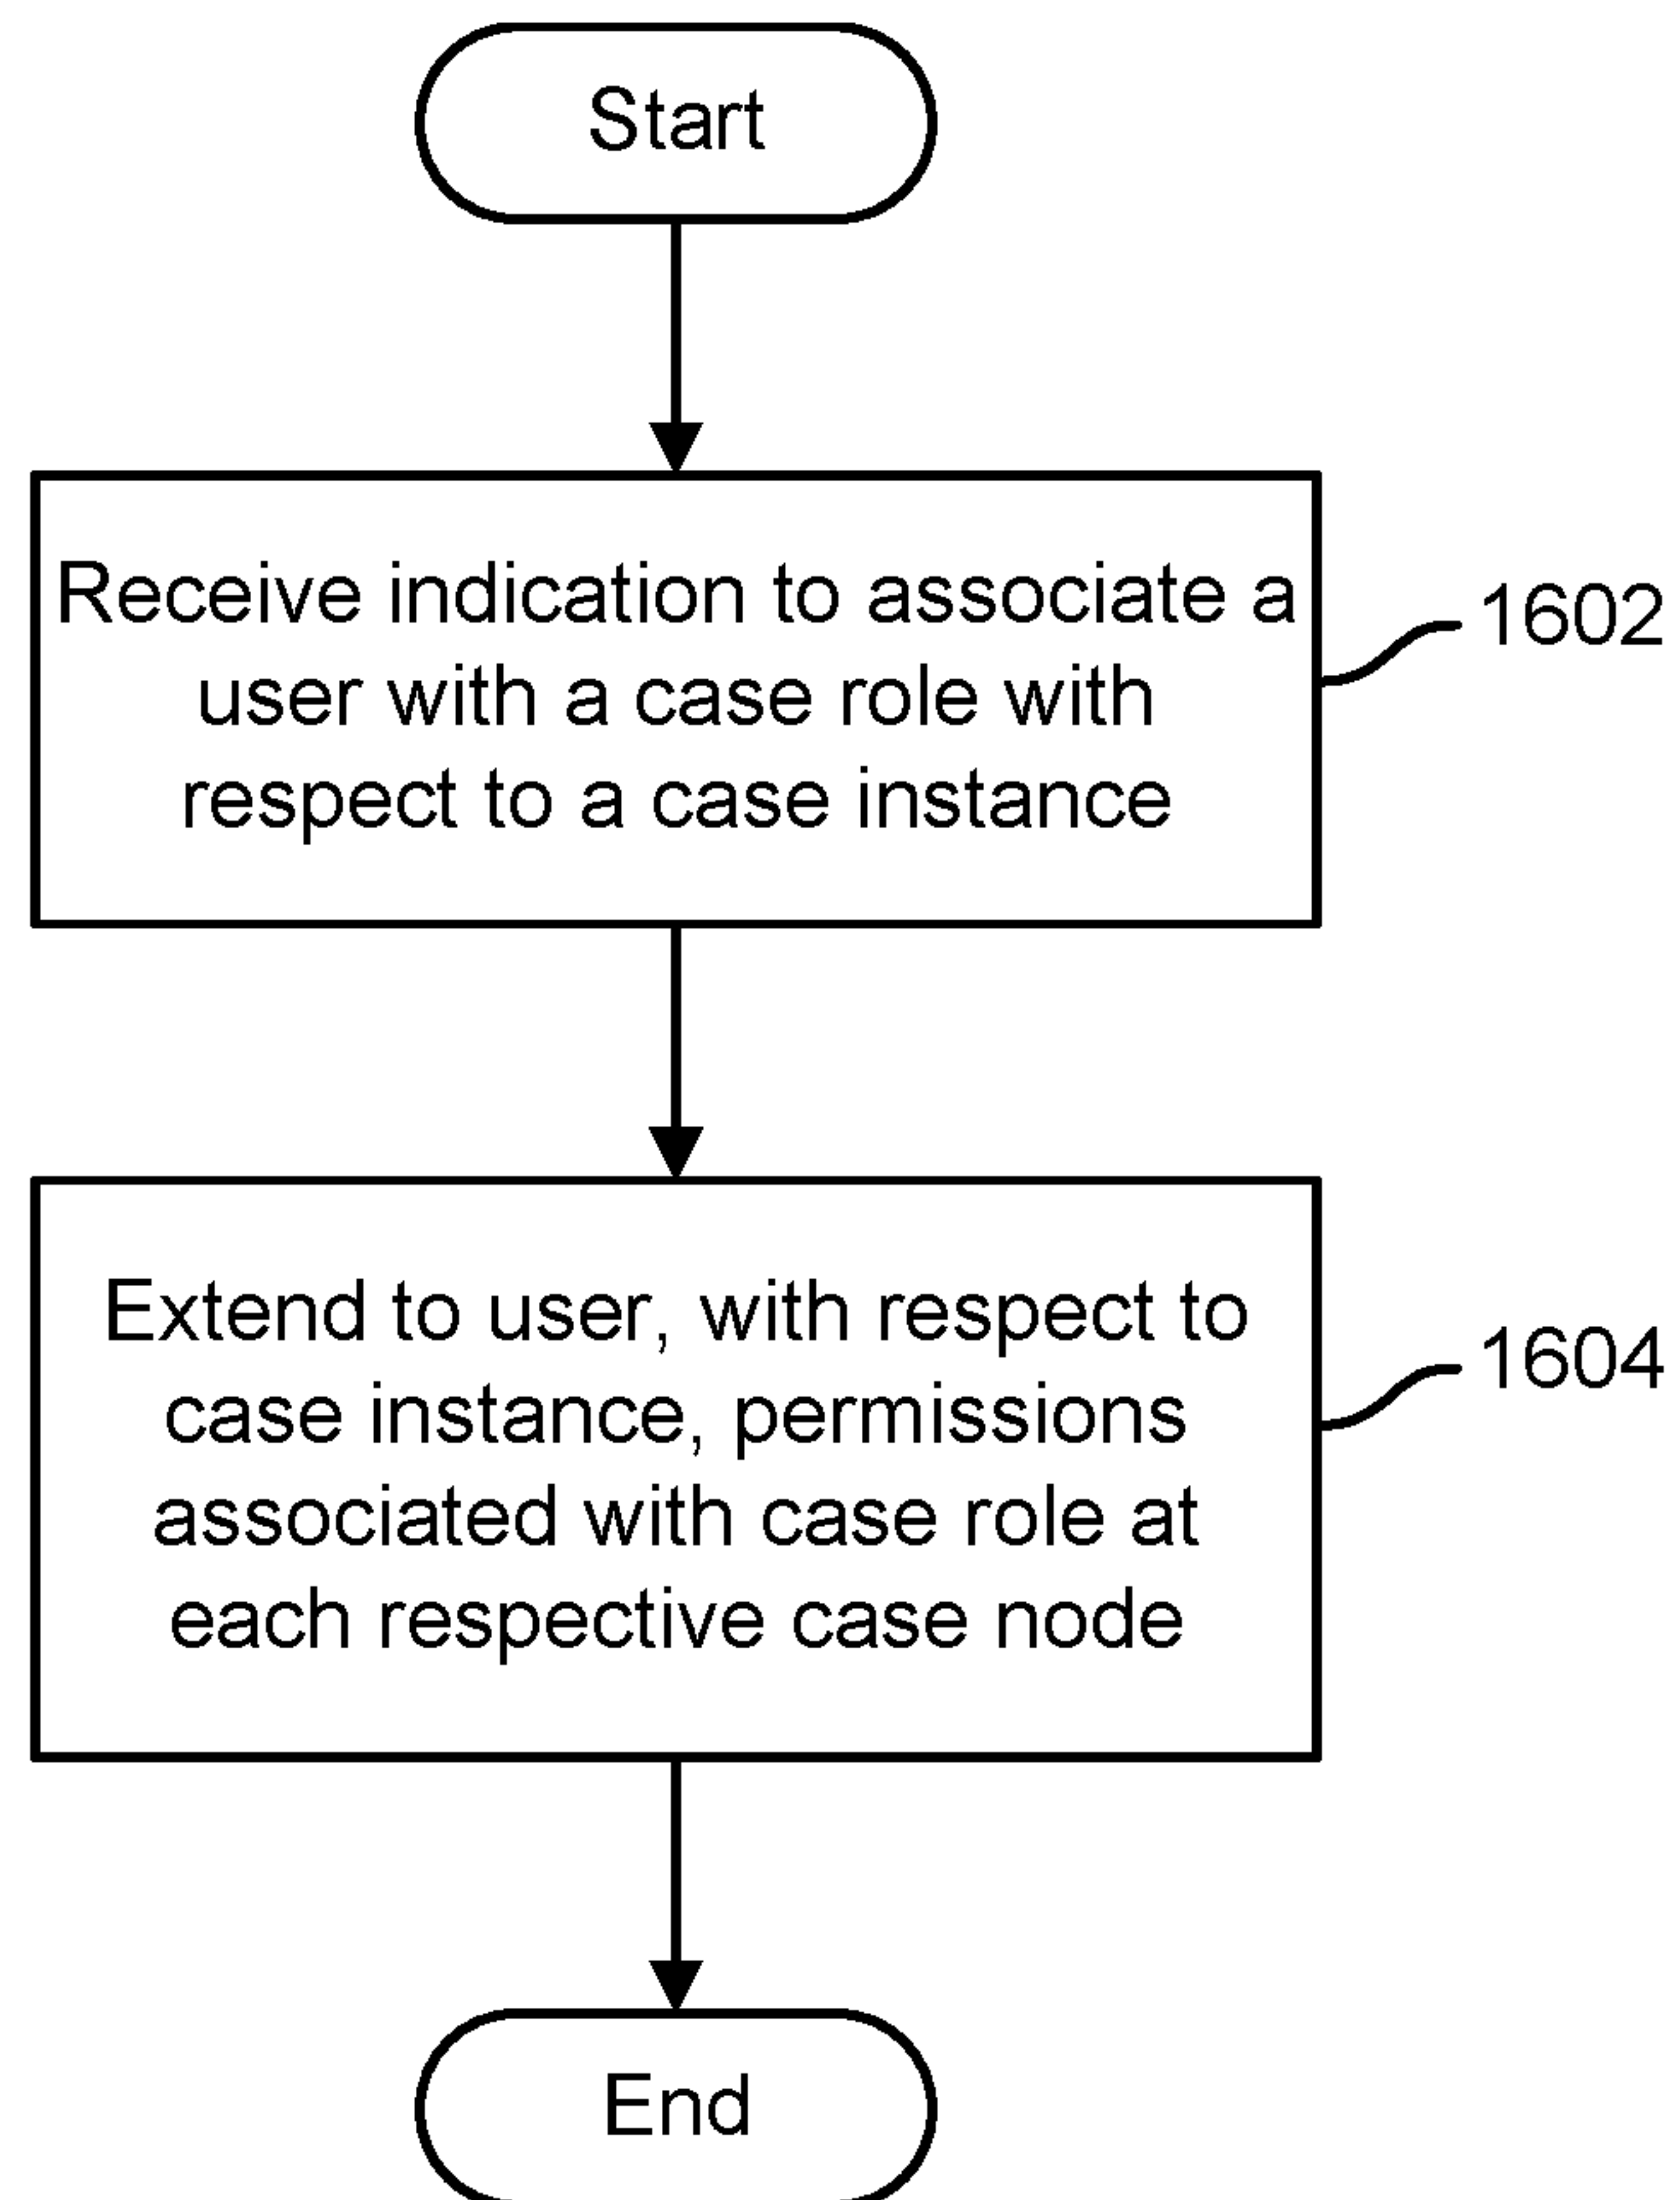 Start
Receive indication to associate a
user with a case role with
respect to a case instance
1602
Extend to user, with respect to
case instance, permissions
associated with case role at
each respective case node
1604
End